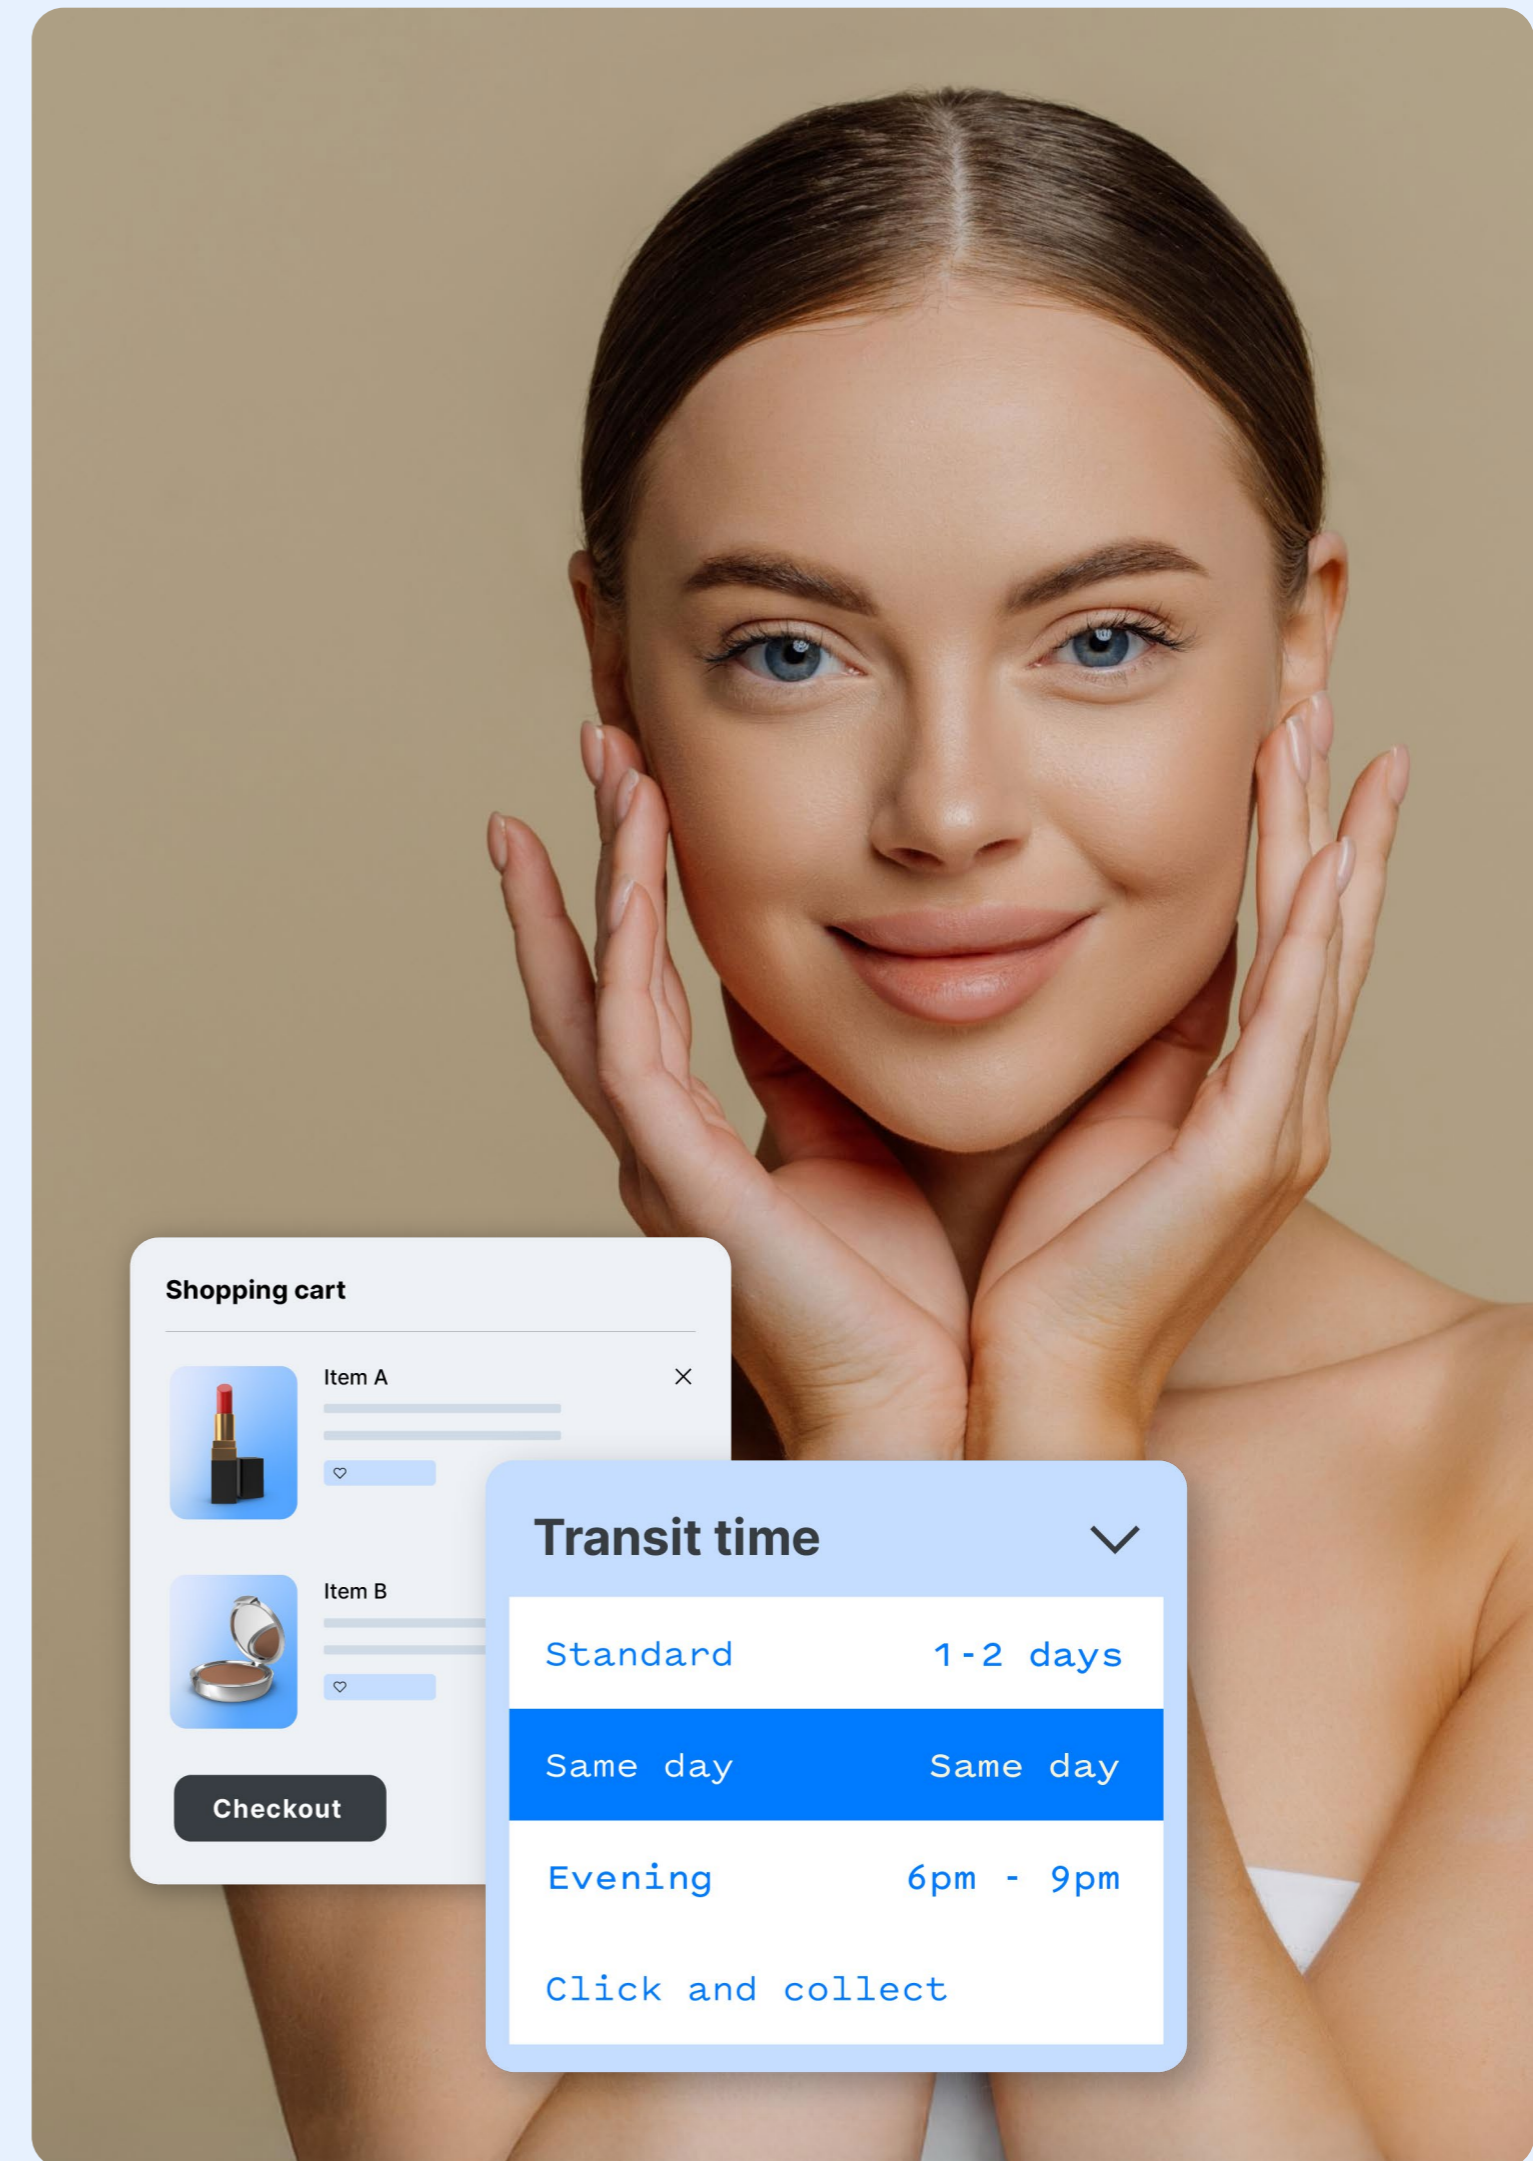 Shopping cart
Item A
Item B
Checkout
Transit time
Standard 1-2 days
Same day Same day
Evening 6pm - 9pm
Click and collect